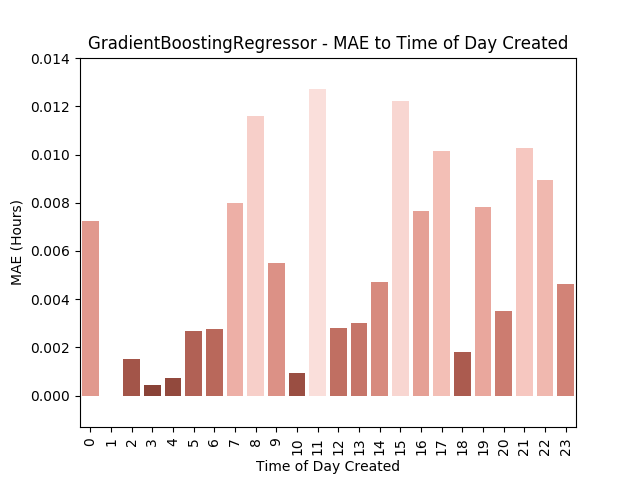 GradientBoostingRegressor - MAE to Time of Day Created
0.014
0.012
0.010
0.008
0.006
0.004
0.002
0.000
MAE (Hours)
0 1 2 3 4 5 6 7 8 9 10 11 12 13 14 15 16 17 18 19 20 21 22 23
Time of Day Created